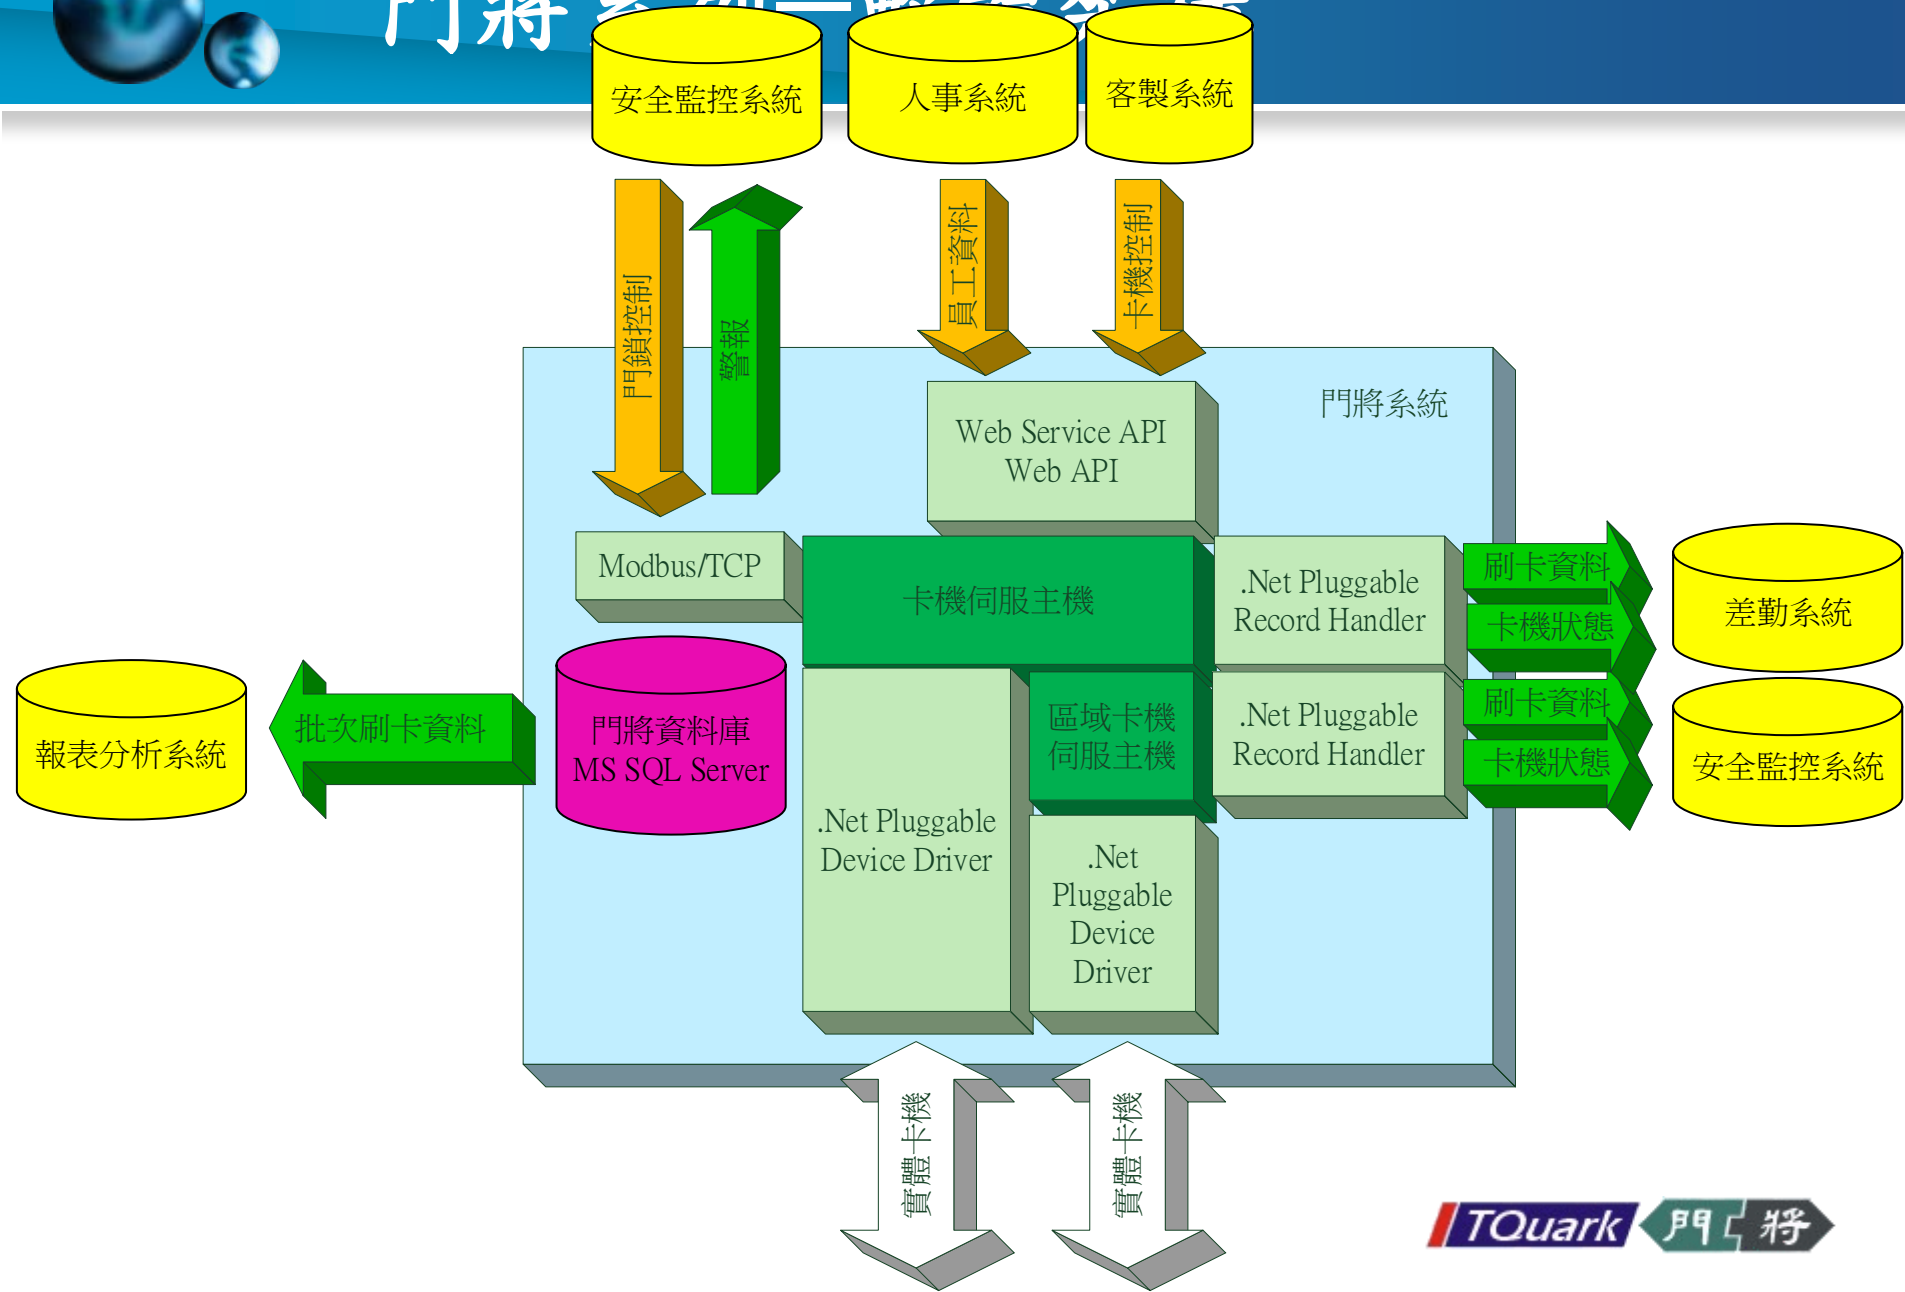 門將系統
安全監控系統
人事系統
客製系統
門鎖控制
警報
員工資料
卡機控制
門將系統
Web Service API
Web API
Modbus/TCP
卡機伺服主機
.Net Pluggable
Record Handler
刷卡資料
卡機狀態
差勤系統
報表分析系統
批次刷卡資料
門將資料庫
MS SQL Server
區域卡機
伺服主機
.Net Pluggable
Record Handler
刷卡資料
卡機狀態
安全監控系統
.Net Pluggable
Device Driver
.Net
Pluggable
Device
Driver
實體卡機
實體卡機
TQuark 門將